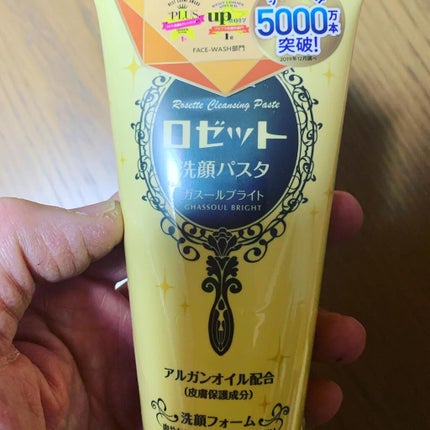 PLUS
up 2017
5000万本
突破!
2019年12月調べ
FACE-WASH部門
Rosette Cleansing Paste
ロゼット
洗顔パスタ
ガスールブライト
GHASSOUL BRIGHT
アルガンオイル配合
(皮膚保護成分)
洗顔フォーム